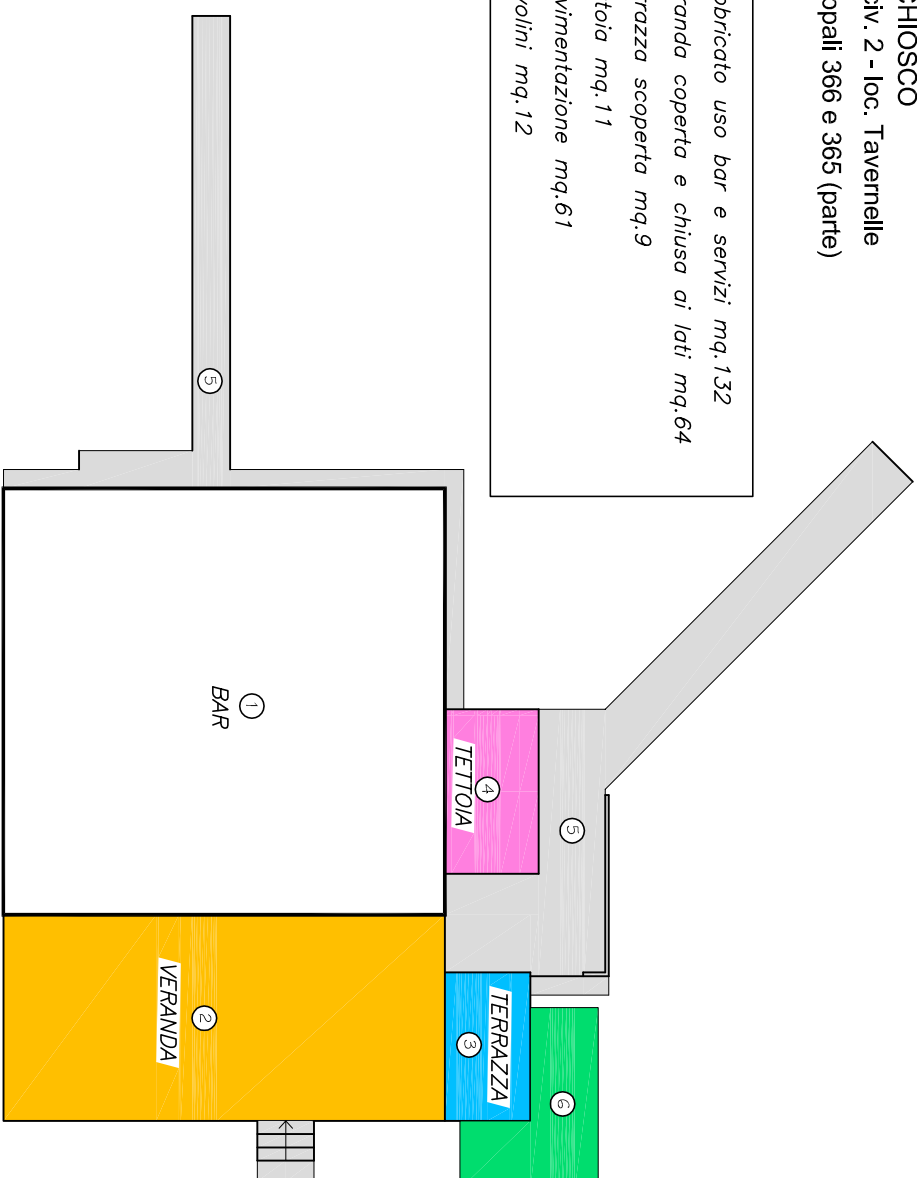 CHIOSCO
civ. 2 - loc. Tavernelle
opali 366 e 365 (parte)
bbricato uso bar e servizi mq.132
randa coperta e chiusa ai lati mq.64
rrazza scoperta mq.9
toia mq.11
vimentazione mq.61
volini mq.12
5
1
BAR
4
TETTOIA
5
2
VERANDA
3
TERRAZZA
6